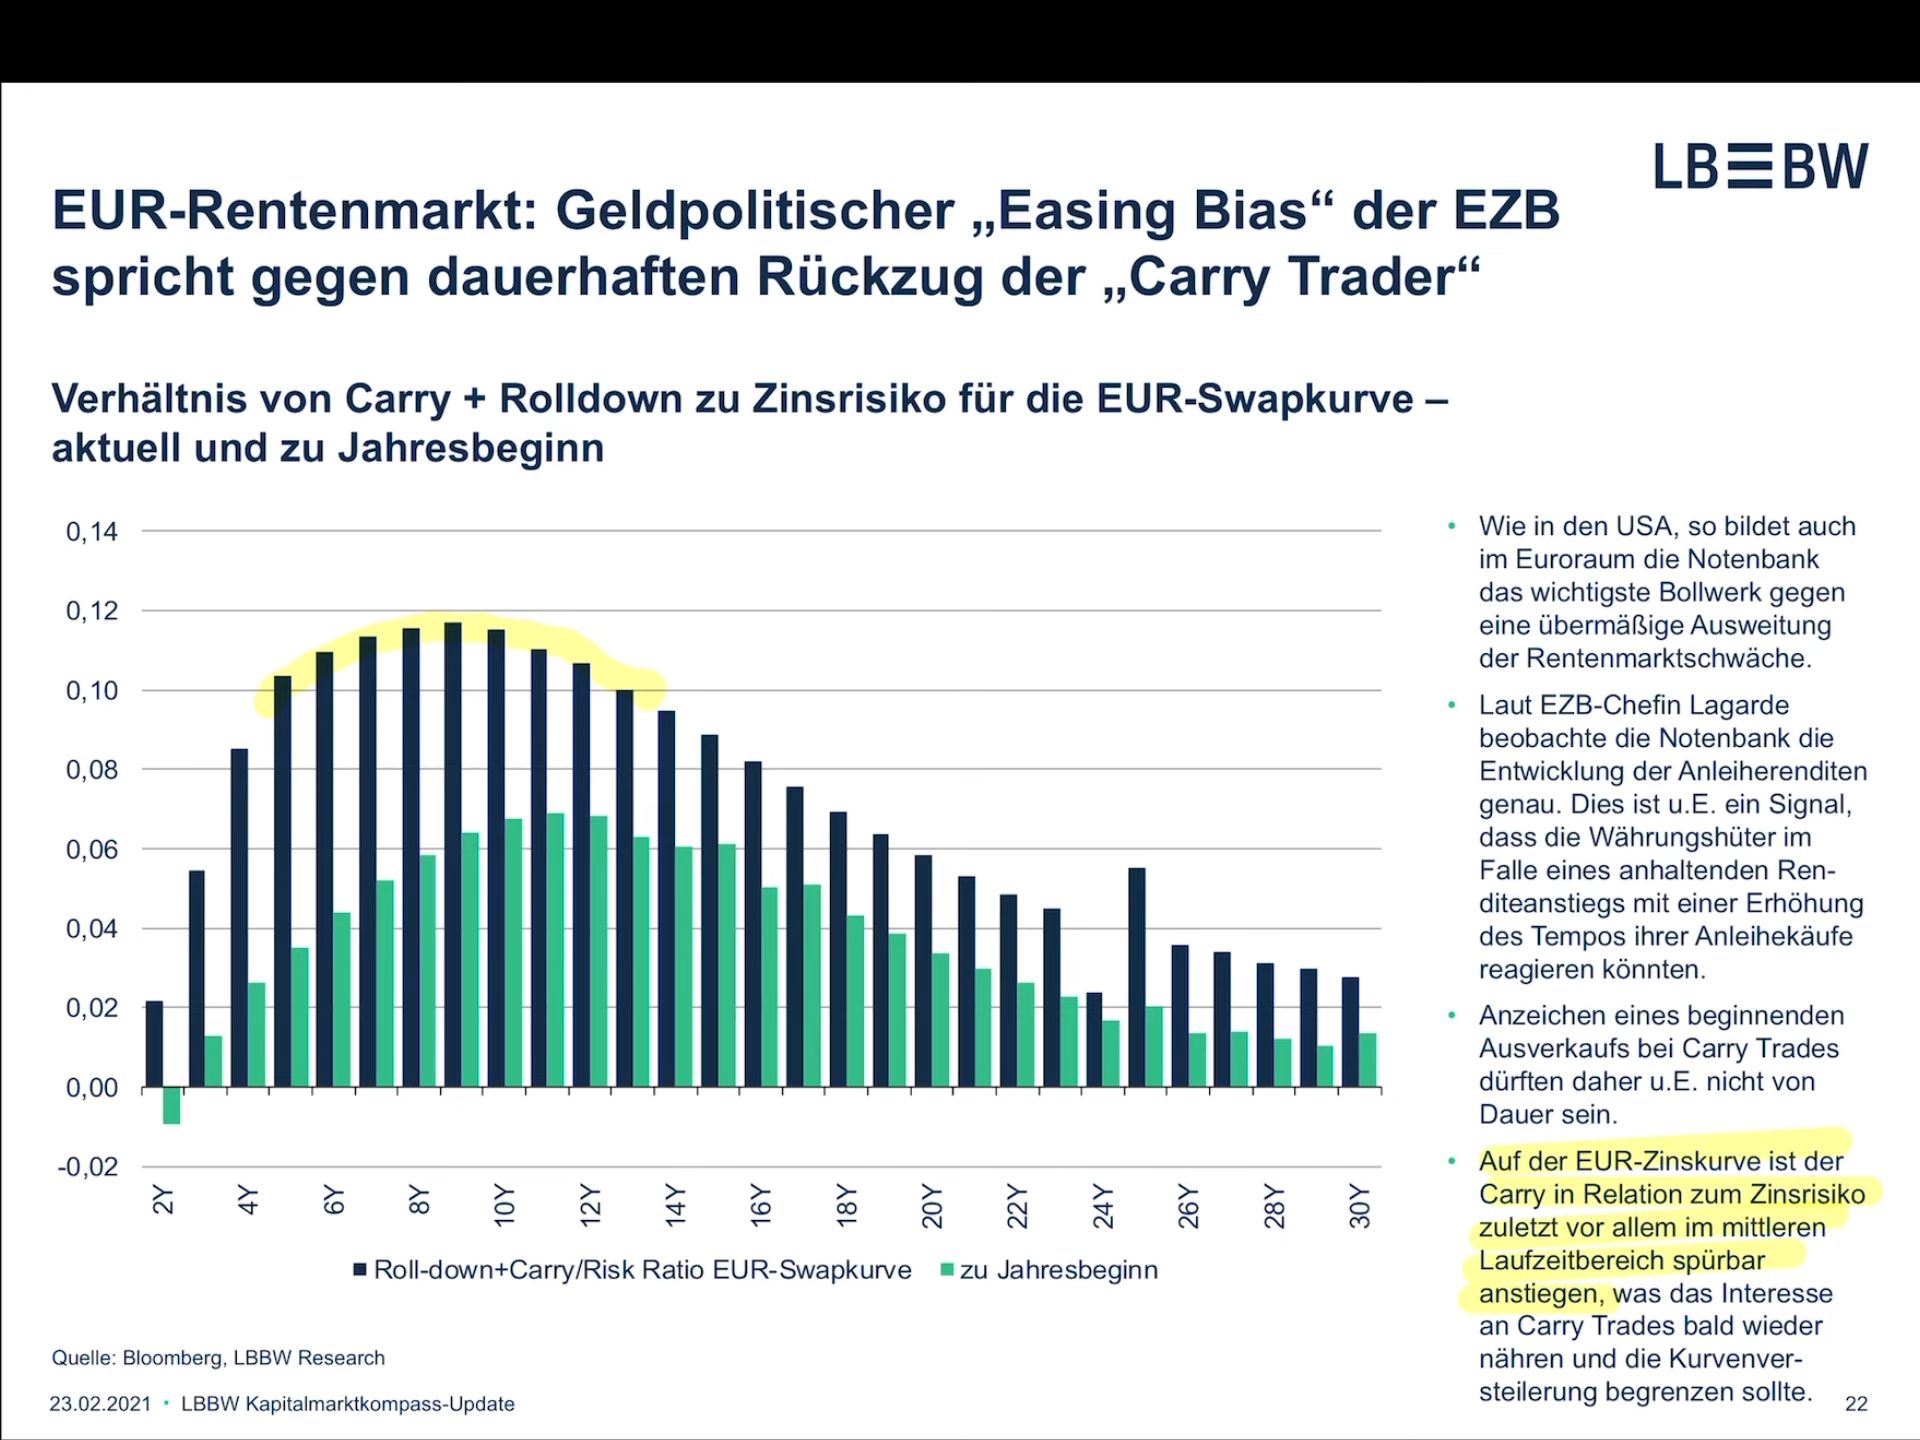 LBBW
EUR-Rentenmarkt: Geldpolitischer „Easing Bias“ der EZB
spricht gegen dauerhaften Rückzug der „Carry Trader“
Verhältnis von Carry + Rolldown zu Zinsrisiko für die EUR-Swapkurve –
aktuell und zu Jahresbeginn
0,14
0,12
0,10
0,08
0,06
0,04
0,02
0,00
-0,02
2Y
4Y
6Y
8Y
10Y
12Y
14Y
16Y
18Y
20Y
22Y
24Y
26Y
28Y
30Y
Roll-down+Carry/Risk Ratio EUR-Swapkurve
zu Jahresbeginn
• Wie in den USA, so bildet auch
im Euroraum die Notenbank
das wichtigste Bollwerk gegen
eine übermäßige Ausweitung
der Rentenmarktschwäche.
• Laut EZB-Chefin Lagarde
beobachte die Notenbank die
Entwicklung der Anleiherenditen
genau. Dies ist u.E. ein Signal,
dass die Währungshüter im
Falle eines anhaltenden Ren-
diteanstiegs mit einer Erhöhung
des Tempos ihrer Anleihekäufe
reagieren könnten.
• Anzeichen eines beginnenden
Ausverkaufs bei Carry Trades
dürften daher u.E. nicht von
Dauer sein.
• Auf der EUR-Zinskurve ist der
Carry in Relation zum Zinsrisiko
zuletzt vor allem im mittleren
Laufzeitbereich spürbar
anstiegen, was das Interesse
an Carry Trades bald wieder
nähren und die Kurvenver-
steilerung begrenzen sollte.
Quelle: Bloomberg, LBBW Research
23.02.2021 • LBBW Kapitalmarktkompass-Update
22